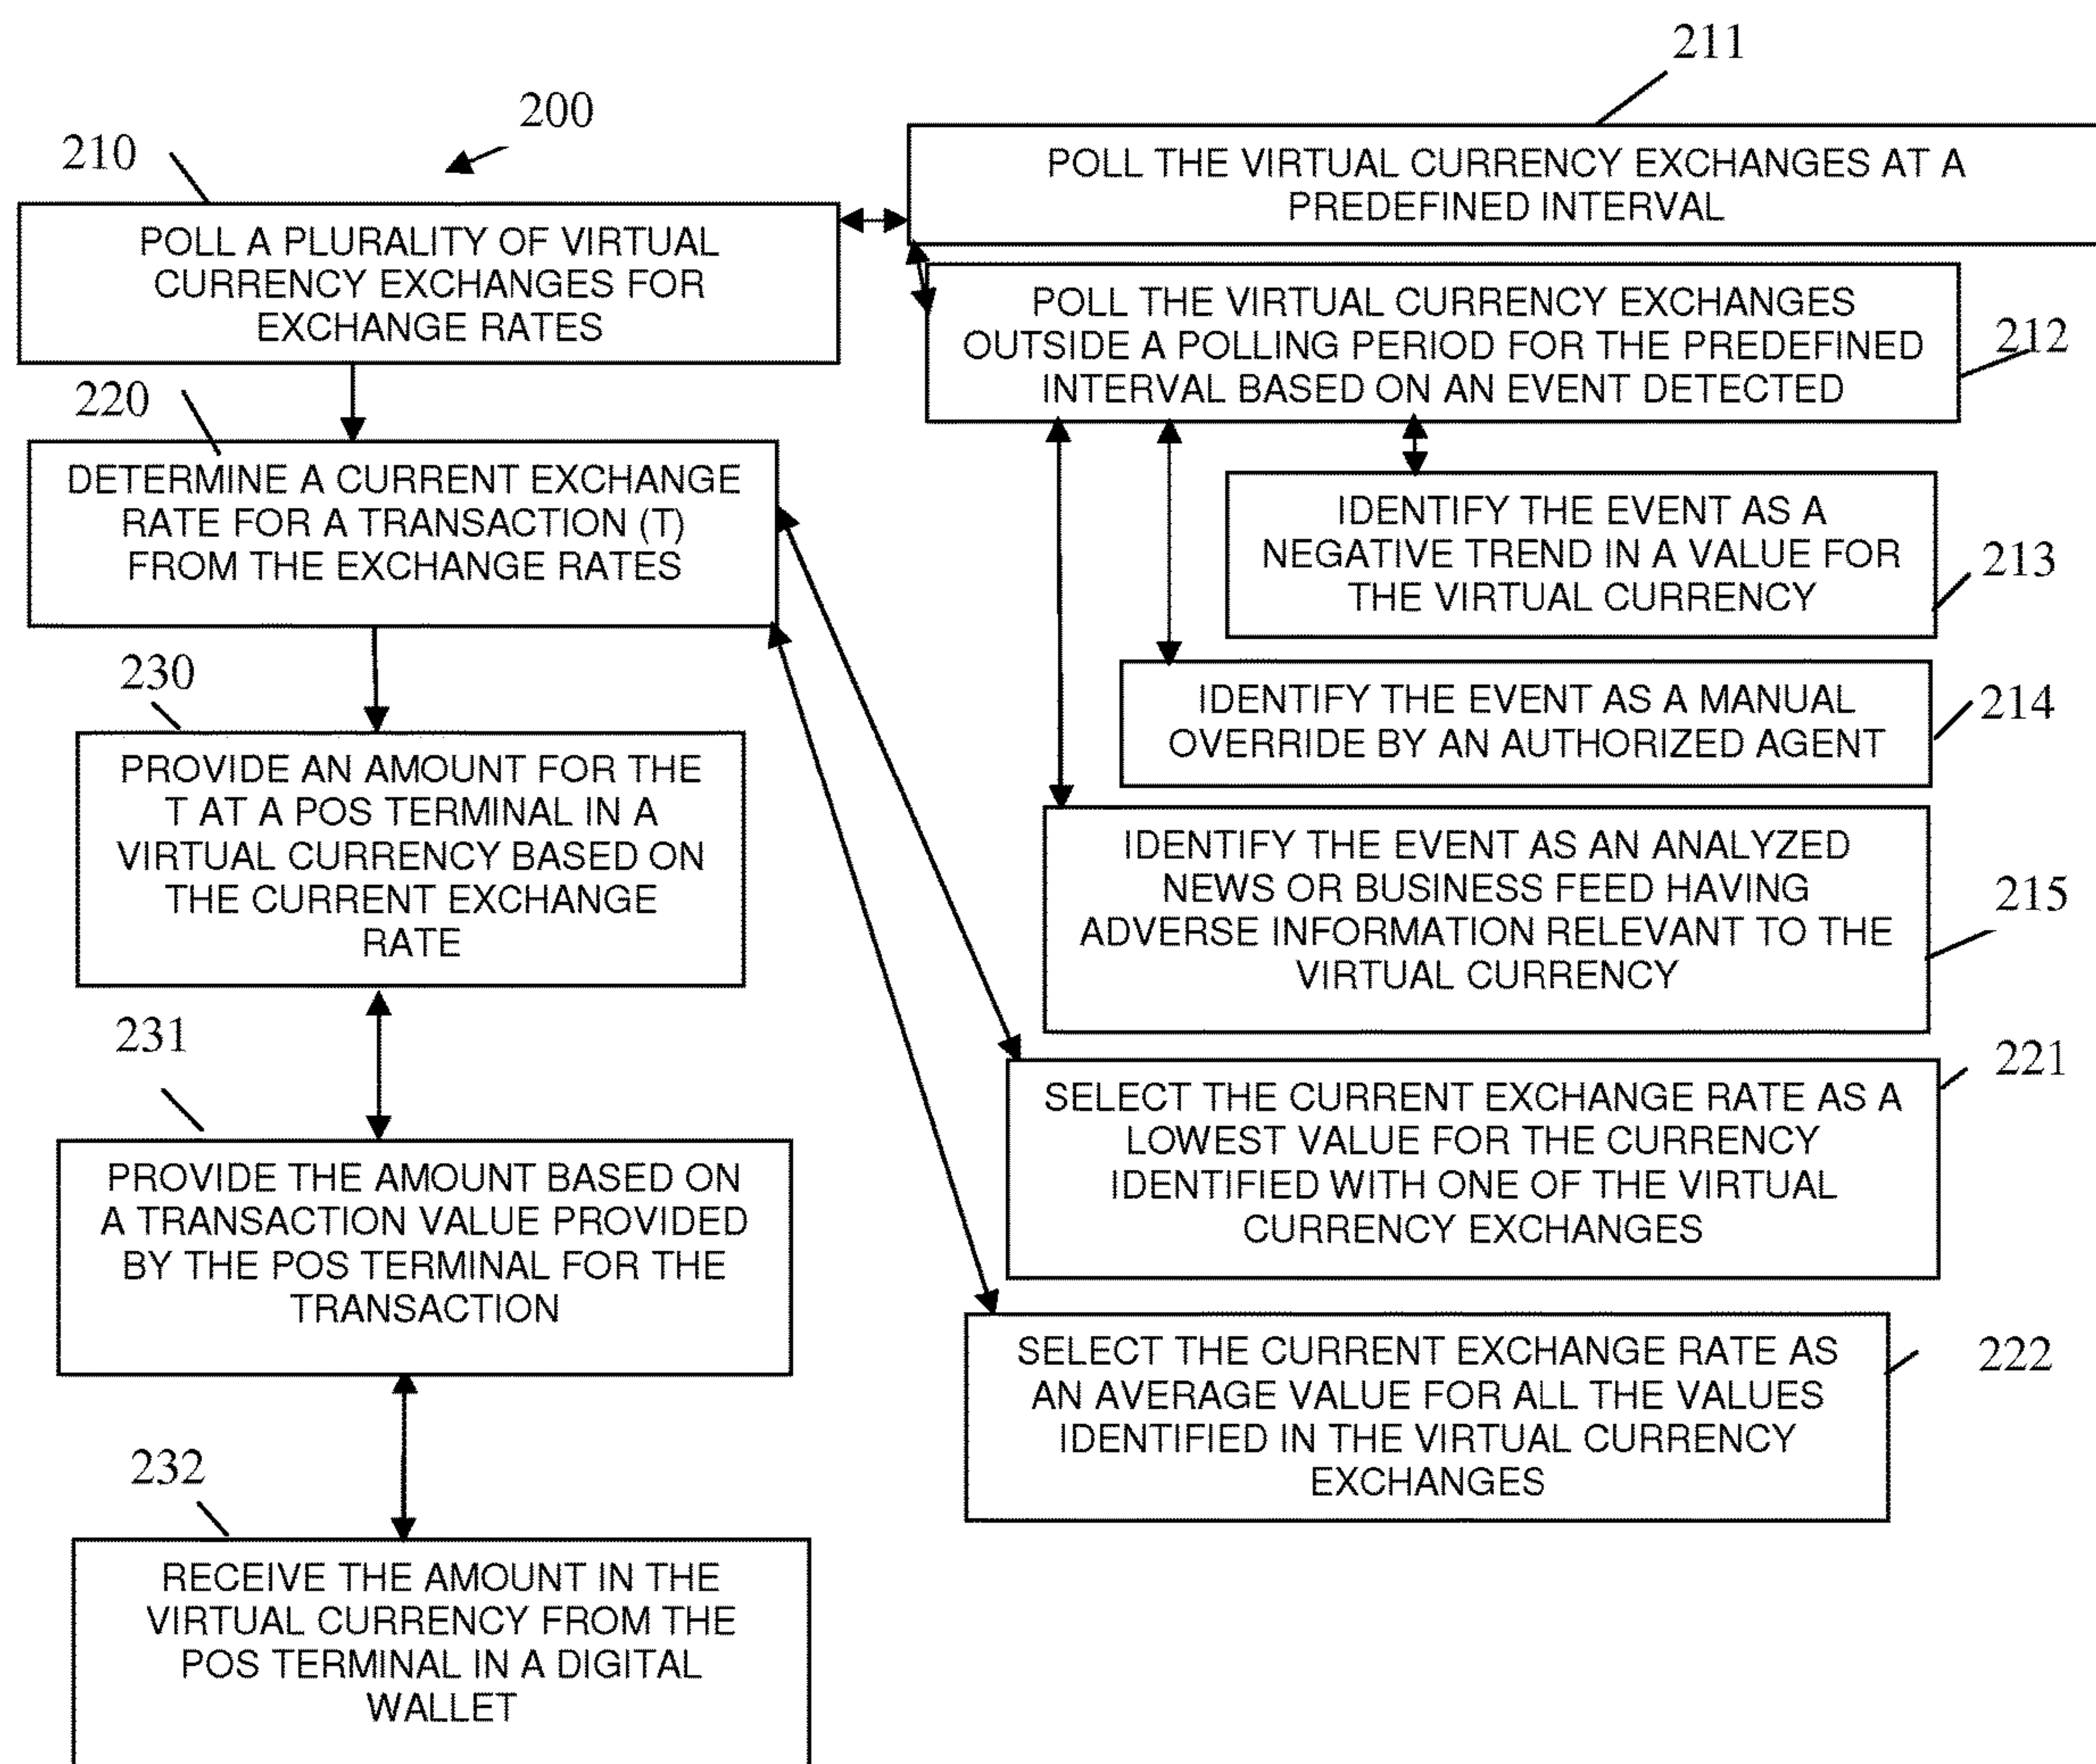 200
210
POLL A PLURALITY OF VIRTUAL
CURRENCY EXCHANGES FOR
EXCHANGE RATES
211
POLL THE VIRTUAL CURRENCY EXCHANGES AT A
PREDEFINED INTERVAL
212
POLL THE VIRTUAL CURRENCY EXCHANGES
OUTSIDE A POLLING PERIOD FOR THE PREDEFINED
INTERVAL BASED ON AN EVENT DETECTED
213
IDENTIFY THE EVENT AS A
NEGATIVE TREND IN A VALUE FOR
THE VIRTUAL CURRENCY
214
IDENTIFY THE EVENT AS A MANUAL
OVERRIDE BY AN AUTHORIZED AGENT
215
IDENTIFY THE EVENT AS AN ANALYZED
NEWS OR BUSINESS FEED HAVING
ADVERSE INFORMATION RELEVANT TO THE
VIRTUAL CURRENCY
220
DETERMINE A CURRENT EXCHANGE
RATE FOR A TRANSACTION (T)
FROM THE EXCHANGE RATES
221
SELECT THE CURRENT EXCHANGE RATE AS A
LOWEST VALUE FOR THE CURRENCY
IDENTIFIED WITH ONE OF THE VIRTUAL
CURRENCY EXCHANGES
222
SELECT THE CURRENT EXCHANGE RATE AS
AN AVERAGE VALUE FOR ALL THE VALUES
IDENTIFIED IN THE VIRTUAL CURRENCY
EXCHANGES
230
PROVIDE AN AMOUNT FOR THE
T AT A POS TERMINAL IN A
VIRTUAL CURRENCY BASED ON
THE CURRENT EXCHANGE
RATE
231
PROVIDE THE AMOUNT BASED ON
A TRANSACTION VALUE PROVIDED
BY THE POS TERMINAL FOR THE
TRANSACTION
232
RECEIVE THE AMOUNT IN THE
VIRTUAL CURRENCY FROM THE
POS TERMINAL IN A DIGITAL
WALLET